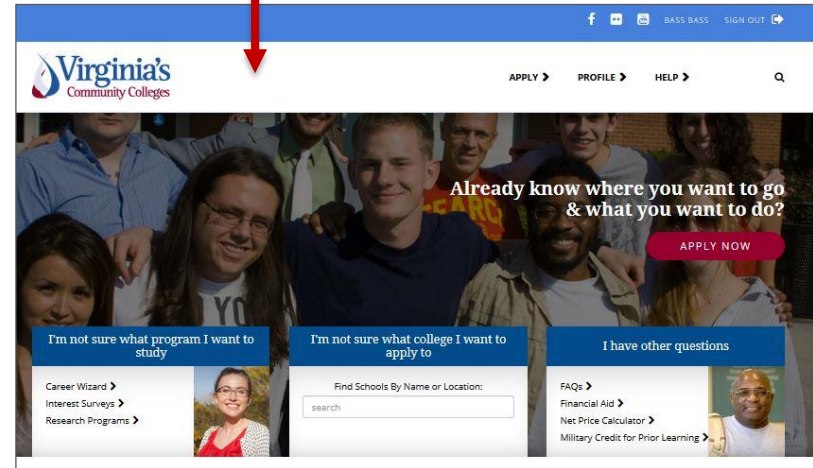 BASS BASS SIGN OUT
Virginia's
Community Colleges
APPLY PROFILE HELP
Already know where you want to go
& what you want to do?
APPLY NOW
I'm not sure what program I want to
study
Career Wizard
Interest Surveys
Research Programs
I'm not sure what college I want to
apply to
Find Schools By Name or Location:
search
I have other questions
FAQs
Financial Aid
Net Price Calculator
Military Credit for Prior Learning